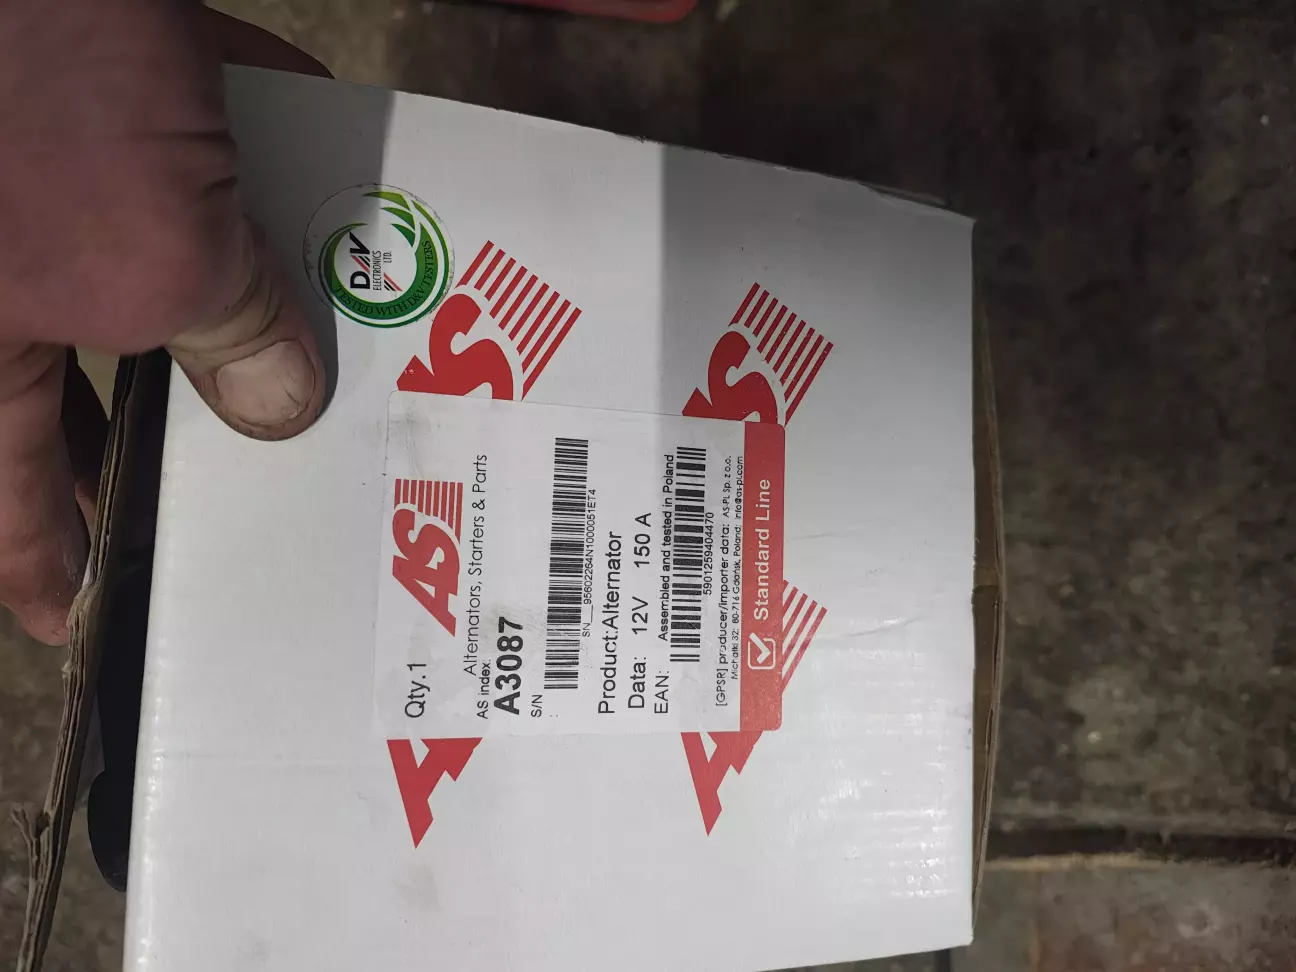 DAV
ELECTRONICS
LTD.
TESTED WITH D&V TESTERS
AS
AS
AS
Qty.1
Alternators, Starters & Parts
AS index:
A3087
S/N
:
SN__95602264N1000051ET4
Product:Alternator
Data: 12V 150 A
EAN: Assembled and tested in Poland
5901259404470
[GPSR] producer/importer data: AS-PL Sp. z o.o.
32; 80-716 Gdańsk, Poland; info@as-pl.com
Standard Line